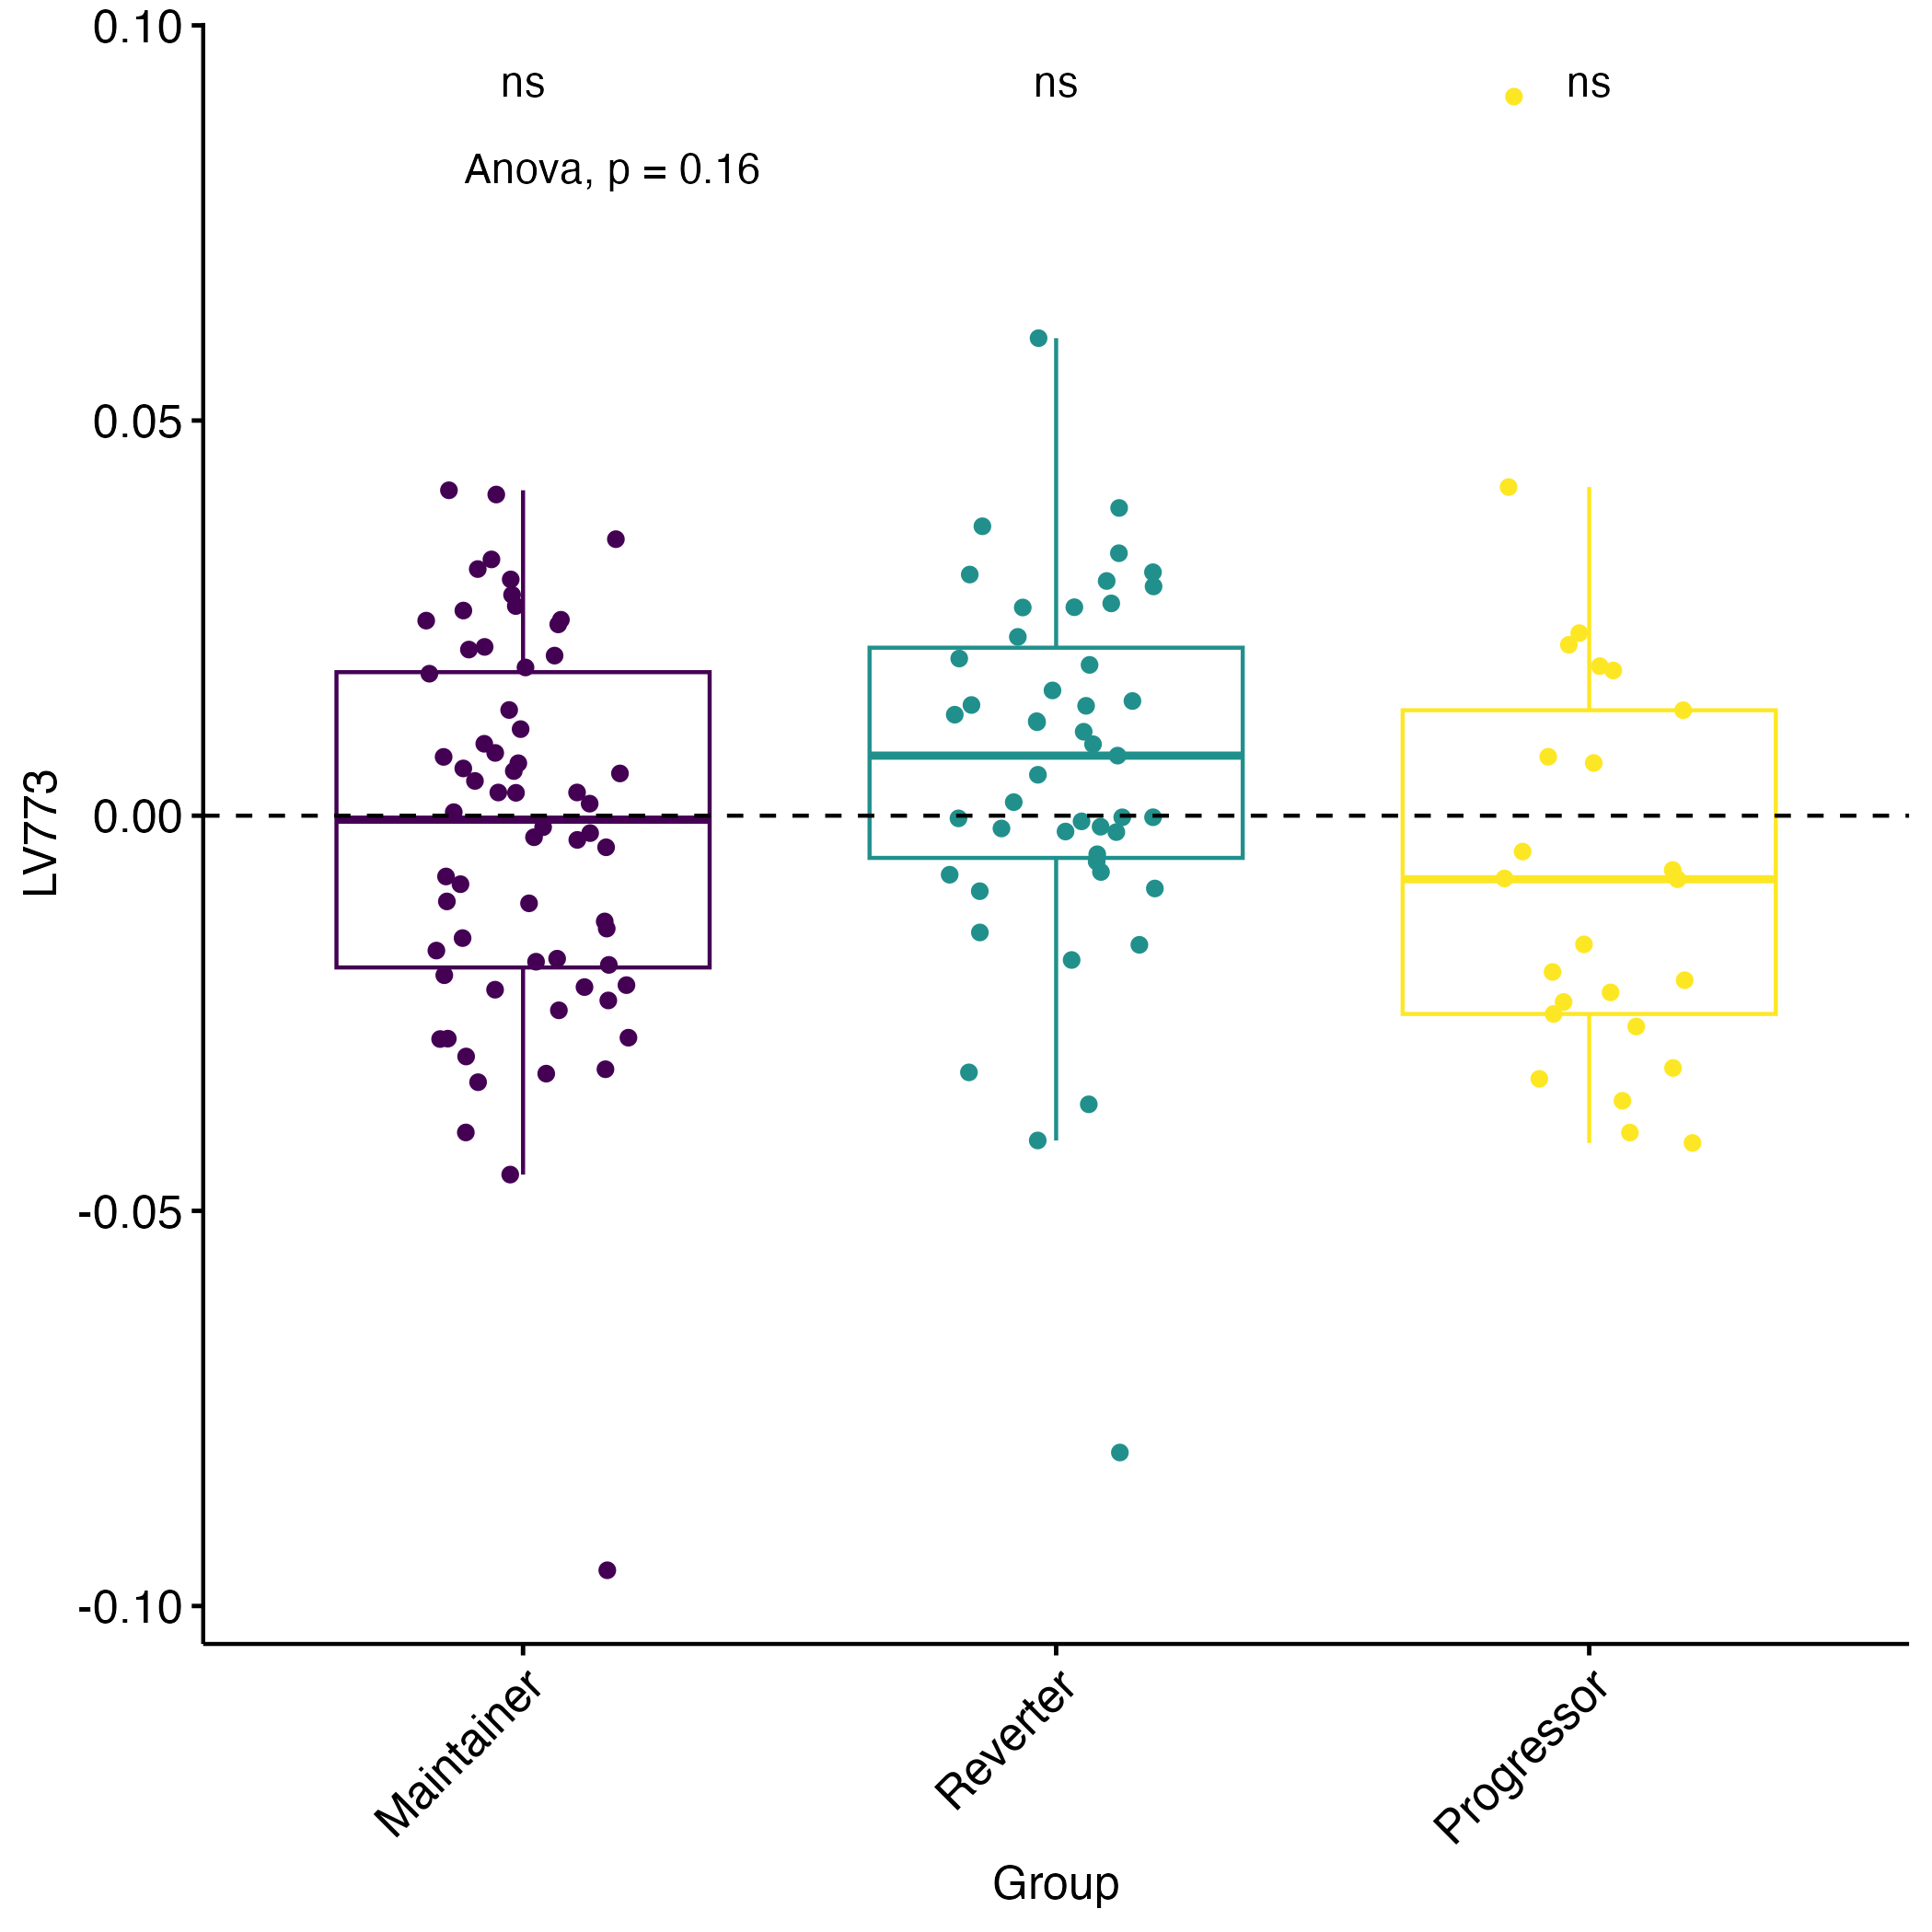 0.10
ns
ns
ns
Anova, p = 0.16
0.05
LV773
0.00
-0.05
-0.10
Maintainer
Reverter
Progressor
Group